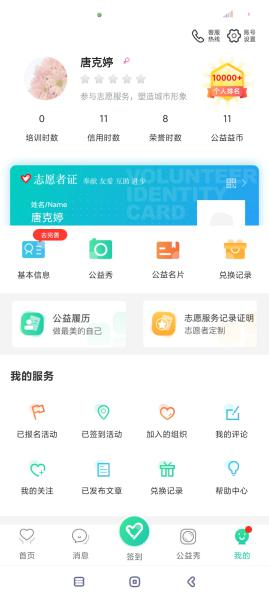 客服 账号
热线 设置
唐克婷
参与志愿服务，塑造城市形象
10000+
个人排名
0 11 8 11
培训时数 信用时数 荣誉时数 公益益币
志愿者证 奉献 友爱 互助 进步
VOLUNTEER
IDENTITY
CARD
姓名/Name
唐克婷
去完善
基本信息 公益秀 公益名片 兑换记录
公益履历
做最美的自己
志愿服务记录证明
志愿者定制
我的服务
已报名活动 已签到活动 加入的组织 我的评论
我的关注 已发布文章 兑换记录 帮助中心
首页 消息 签到 公益秀 我的